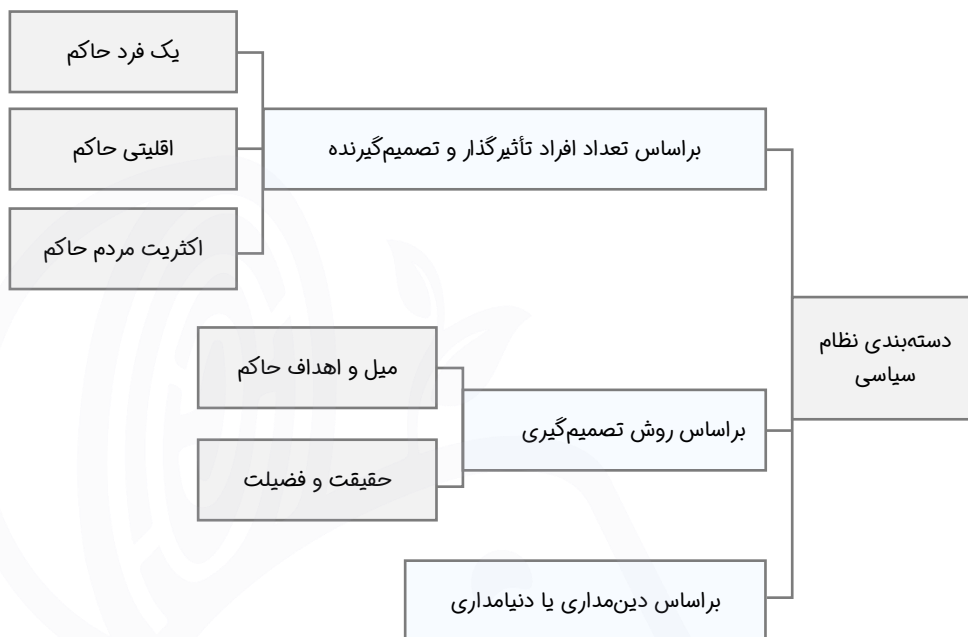 دسته‌بندی نظام
سیاسی
براساس تعداد افراد تأثیرگذار و تصمیم‌گیرنده
یک فرد حاکم
اقلیتی حاکم
اکثریت مردم حاکم
براساس روش تصمیم‌گیری
میل و اهداف حاکم
حقیقت و فضیلت
براساس دین‌مداری یا دنیامداری